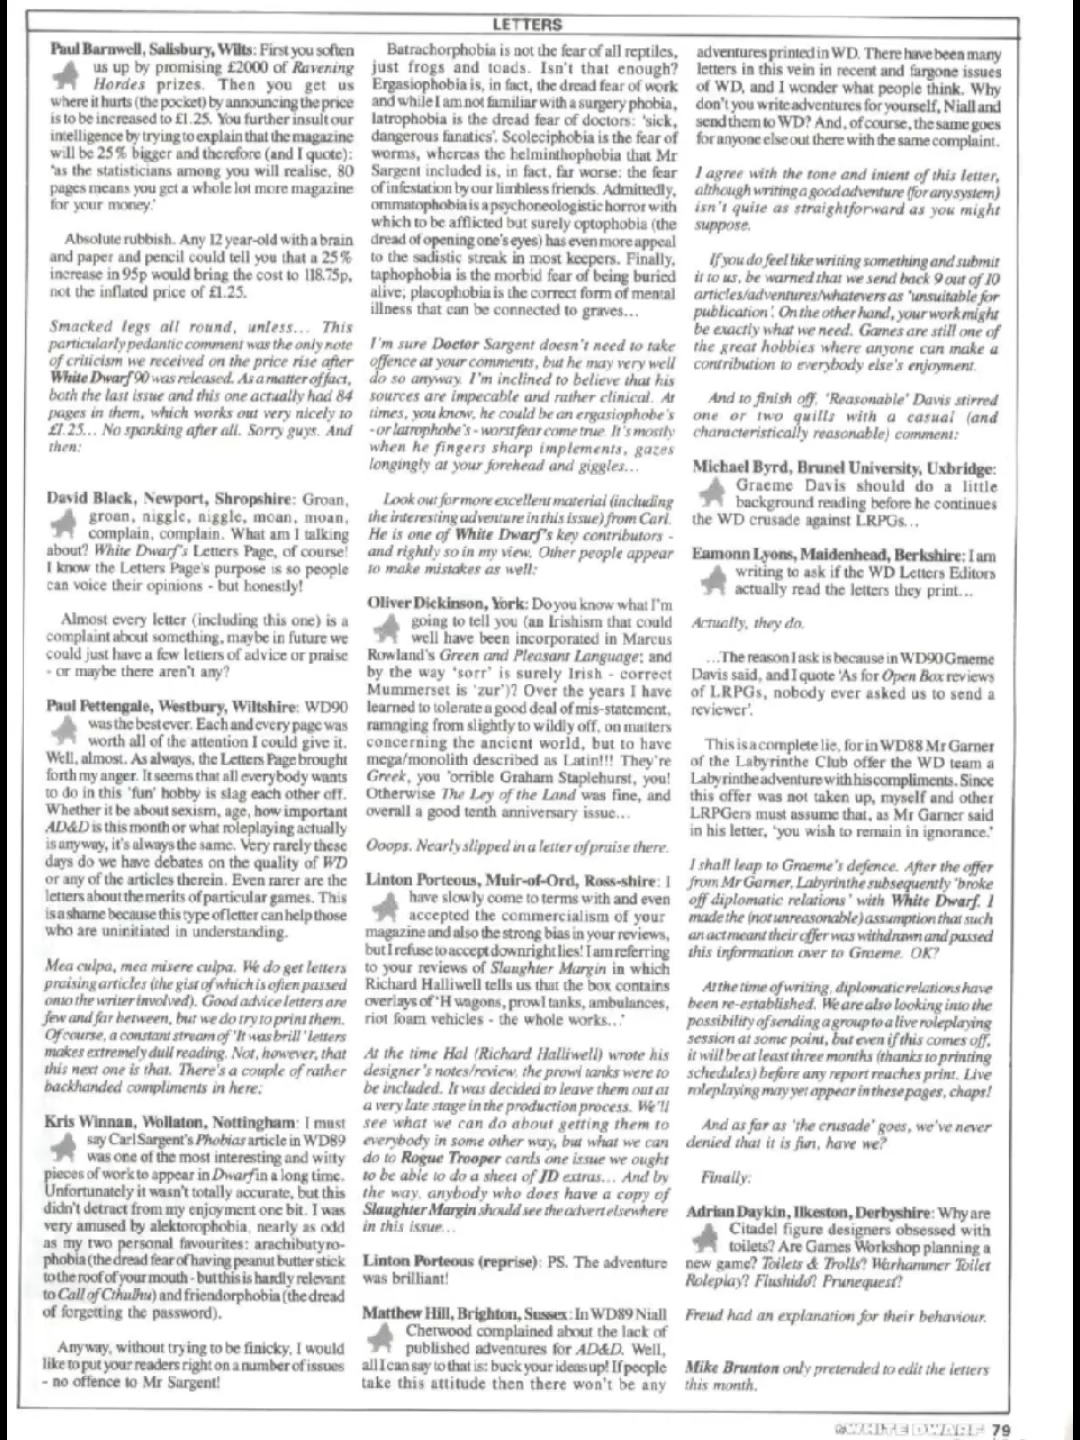 LETTERS
Paul Barnwell, Salisbury, Wilts: First you soften
us up by promising £2000 of Ravening
Hordes prizes. Then you get us
where it hurts (the pocket) by announcing the price
is to be increased to £1.25. You further insult our
intelligence by trying to explain that the magazine
will be 25% bigger and therefore (and I quote):
'as the statisticians among you will realise, 80
pages means you get a whole lot more magazine
for your money.'
Absolute rubbish. Any 12 year-old with a brain
and paper and pencil could tell you that a 25%
increase in 95p would bring the cost to 118.75p,
not the inflated price of £1.25.
Smacked legs all round, unless... This
particularly pedantic comment was the only note
of criticism we received on the price rise after
White Dwarf 90 was released. As a matter of fact,
both the last issue and this one actually had 84
pages in them, which works out very nicely to
£1.25... No spanking after all. Sorry guys. And
then:
David Black, Newport, Shropshire: Groan,
groan, niggle, niggle, moan, moan,
complain, complain. What am I talking
about? White Dwarf's Letters Page, of course!
I know the Letters Page's purpose is so people
can voice their opinions - but honestly!
Almost every letter (including this one) is a
complaint about something, maybe in future we
could just have a few letters of advice or praise
- or maybe there aren't any?
Paul Pettengale, Westbury, Wiltshire: WD90
was the best ever. Each and every page was
worth all of the attention I could give it.
Well, almost. As always, the Letters Page brought
forth my anger. It seems that all everybody wants
to do in this 'fun' hobby is slag each other off.
Whether it be about sexism, age, how important
AD&D is this month or what roleplaying actually
is anyway, it's always the same. Very rarely these
days do we have debates on the quality of WD
or any of the articles therein. Even rarer are the
letters about the merits of particular games. This
is a shame because this type of letter can help those
who are uninitiated in understanding.
Mea culpa, mea misere culpa. We do get letters
praising articles (the gist of which is often passed
onto the writer involved). Good advice letters are
few and far between, but we do try to print them.
Of course, a constant stream of 'It was brill' letters
makes extremely dull reading. Not, however, that
this next one is that. There's a couple of rather
backhanded compliments in here:
Kris Winnan, Wollaton, Nottingham: I must
say Carl Sargent's Phobias article in WD89
was one of the most interesting and witty
pieces of work to appear in Dwarf in a long time.
Unfortunately it wasn't totally accurate, but this
didn't detract from my enjoyment one bit. I was
very amused by alektorophobia, nearly as odd
as my two personal favourites: arachibutyro-
phobia (the dread fear of having peanut butter stick
to the roof of your mouth - but this is hardly relevant
to Call of Cthulhu) and friendorphobia (the dread
of forgetting the password).
Anyway, without trying to be finicky, I would
like to put your readers right on a number of issues
- no offence to Mr Sargent!
Batrachorphobia is not the fear of all reptiles,
just frogs and toads. Isn't that enough?
Ergasiophobia is, in fact, the dread fear of work
and while I am not familiar with a surgery phobia,
Iatrophobia is the dread fear of doctors: 'sick,
dangerous fanatics'. Scoleciphobia is the fear of
worms, whereas the helminthophobia that Mr
Sargent included is, in fact, far worse: the fear
of infestation by our limbless friends. Admittedly,
ommatophobia is a psychoneologistic horror with
which to be afflicted but surely optophobia (the
dread of opening one's eyes) has even more appeal
to the sadistic streak in most keepers. Finally,
taphophobia is the morbid fear of being buried
alive; placophobia is the correct form of mental
illness that can be connected to graves...
I'm sure Doctor Sargent doesn't need to take
offence at your comments, but he may very well
do so anyway. I'm inclined to believe that his
sources are impecable and rather clinical. At
times, you know, he could be an ergasiophobe's
- or Iatrophobe's - worst fear come true. It's mostly
when he fingers sharp implements, gazes
longingly at your forehead and giggles...
Look out for more excellent material (including
the interesting adventure in this issue) from Carl.
He is one of White Dwarf's key contributors -
and rightly so in my view. Other people appear
to make mistakes as well:
Oliver Dickinson, York: Do you know what I'm
going to tell you (an Irishism that could
well have been incorporated in Marcus
Rowland's Green and Pleasant Language; and
by the way 'sorr' is surely Irish - correct
Mummerset is 'zur')? Over the years I have
learned to tolerate a good deal of mis-statement,
ramnging from slightly to wildly off, on matters
concerning the ancient world, but to have
mega/monolith described as Latin!!! They're
Greek, you 'orrible Graham Staplehurst, you!
Otherwise The Ley of the Land was fine, and
overall a good tenth anniversary issue...
Ooops. Nearly slipped in a letter of praise there.
Linton Porteous, Muir-of-Ord, Ross-shire: I
have slowly come to terms with and even
accepted the commercialism of your
magazine and also the strong bias in your reviews,
but I refuse to accept downright lies! I am referring
to your reviews of Slaughter Margin in which
Richard Halliwell tells us that the box contains
overlays of 'H wagons, prowl tanks, ambulances,
riot foam vehicles - the whole works...'
At the time Hal (Richard Halliwell) wrote his
designer's notes/review, the prowl tanks were to
be included. It was decided to leave them out at
a very late stage in the production process. We'll
see what we can do about getting them to
everybody in some other way, but what we can
do to Rogue Trooper cards one issue we ought
to be able to do a sheet of JD extras... And by
the way, anybody who does have a copy of
Slaughter Margin should see the advert elsewhere
in this issue...
Linton Porteous (reprise): PS. The adventure
was brilliant!
Matthew Hill, Brighton, Sussex: In WD89 Niall
Chetwood complained about the lack of
published adventures for AD&D. Well,
all I can say to that is: buck your ideas up! If people
take this attitude then there won't be any
adventures printed in WD. There have been many
letters in this vein in recent and fargone issues
of WD, and I wonder what people think. Why
don't you write adventures for yourself, Niall and
send them to WD? And, of course, the same goes
for anyone else out there with the same complaint.
I agree with the tone and intent of this letter,
although writing a good adventure (for any system)
isn't quite as straightforward as you might
suppose.
If you do feel like writing something and submit
it to us, be warned that we send back 9 out of 10
articles/adventures/whatevers as 'unsuitable for
publication'. On the other hand, your work might
be exactly what we need. Games are still one of
the great hobbies where anyone can make a
contribution to everybody else's enjoyment.
And to finish off, 'Reasonable' Davis stirred
one or two quills with a casual (and
characteristically reasonable) comment:
Michael Byrd, Brunel University, Uxbridge:
Graeme Davis should do a little
background reading before he continues
the WD crusade against LRPGs...
Eamonn Lyons, Maidenhead, Berkshire: I am
writing to ask if the WD Letters Editors
actually read the letters they print...
Actually, they do.
...The reason I ask is because in WD90 Graeme
Davis said, and I quote 'As for Open Box reviews
of LRPGs, nobody ever asked us to send a
reviewer'.
This is a complete lie, for in WD88 Mr Garner
of the Labyrinthe Club offer the WD team a
Labyrinthe adventure with his compliments. Since
this offer was not taken up, myself and other
LRPGers must assume that, as Mr Garner said
in his letter, 'you wish to remain in ignorance.'
I shall leap to Graeme's defence. After the offer
from Mr Garner, Labyrinthe subsequently 'broke
off diplomatic relations' with White Dwarf. I
made the (not unreasonable) assumption that such
an act meant their offer was withdrawn and passed
this information over to Graeme. OK?
At the time of writing, diplomatic relations have
been re-established. We are also looking into the
possibility of sending a group to a live roleplaying
session at some point, but even if this comes off,
it will be at least three months (thanks to printing
schedules) before any report reaches print. Live
roleplaying may yet appear in these pages, chaps!
And as far as 'the crusade' goes, we've never
denied that it is fun, have we?
Finally:
Adrian Daykin, Ilkeston, Derbyshire: Why are
Citadel figure designers obsessed with
toilets? Are Games Workshop planning a
new game? Toilets & Trolls? Warhammer Toilet
Roleplay? Flushido? Prunequest?
Freud had an explanation for their behaviour.
Mike Brunton only pretended to edit the letters
this month.
WHITE DWARF 79